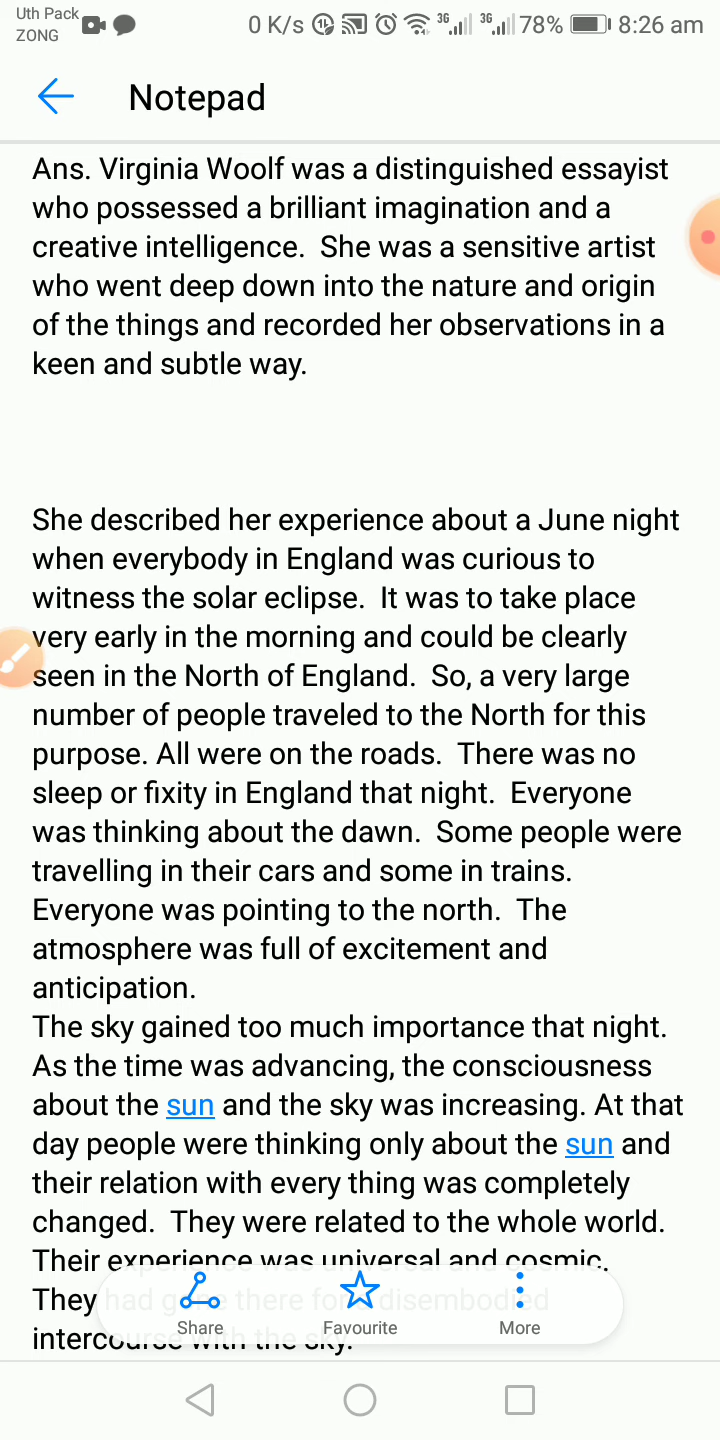 Uth Pack
ZONG
0 K/s 3G 3G 78% 8:26 am
Notepad
Ans. Virginia Woolf was a distinguished essayist
who possessed a brilliant imagination and a
creative intelligence.  She was a sensitive artist
who went deep down into the nature and origin
of the things and recorded her observations in a
keen and subtle way.
She described her experience about a June night
when everybody in England was curious to
witness the solar eclipse.  It was to take place
very early in the morning and could be clearly
seen in the North of England.  So, a very large
number of people traveled to the North for this
purpose. All were on the roads.  There was no
sleep or fixity in England that night.  Everyone
was thinking about the dawn.  Some people were
travelling in their cars and some in trains.
Everyone was pointing to the north.  The
atmosphere was full of excitement and
anticipation.
The sky gained too much importance that night.
As the time was advancing, the consciousness
about the sun and the sky was increasing. At that
day people were thinking only about the sun and
their relation with every thing was completely
changed.  They were related to the whole world.
Their experience was universal and cosmic.
They had gone there for a disembodied
intercourse with the sky.
Share
Favourite
More